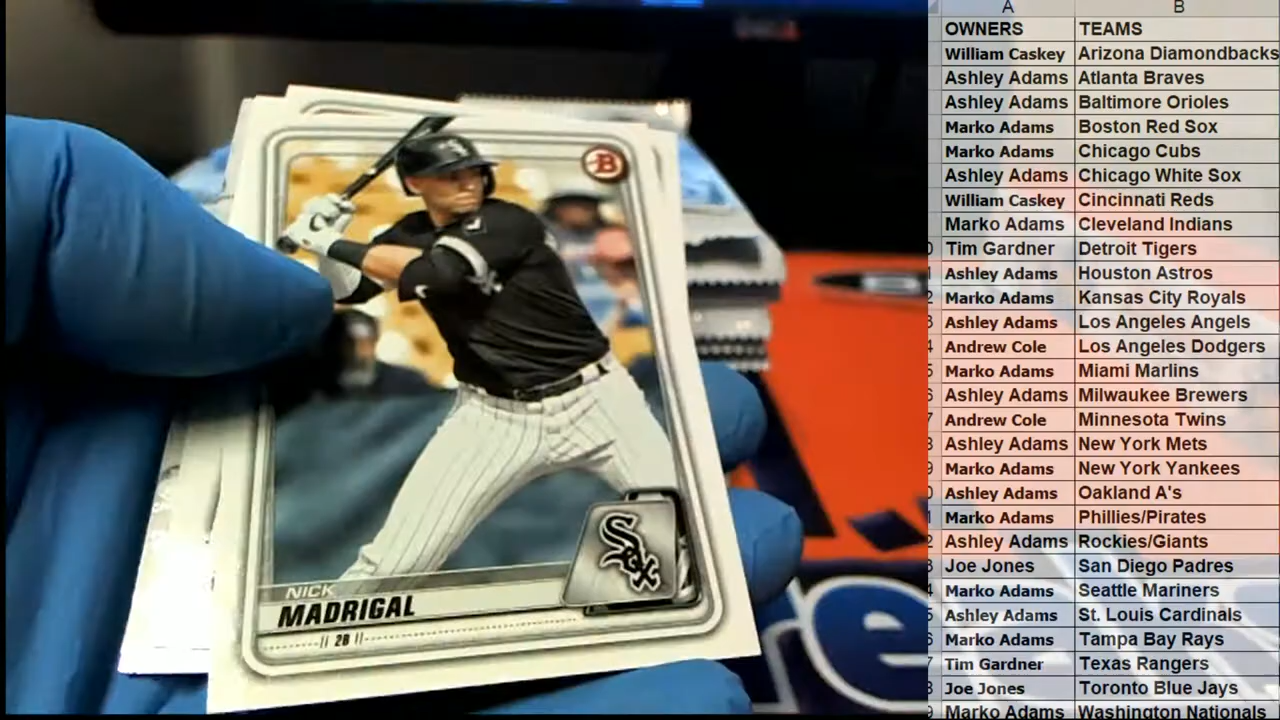 B
Sox
NICK
MADRIGAL
2B
A B
OWNERS TEAMS
William Caskey Arizona Diamondbacks
Ashley Adams Atlanta Braves
Ashley Adams Baltimore Orioles
Marko Adams Boston Red Sox
Marko Adams Chicago Cubs
Ashley Adams Chicago White Sox
William Caskey Cincinnati Reds
Marko Adams Cleveland Indians
Tim Gardner Detroit Tigers
Ashley Adams Houston Astros
Marko Adams Kansas City Royals
Ashley Adams Los Angeles Angels
Andrew Cole Los Angeles Dodgers
Marko Adams Miami Marlins
Ashley Adams Milwaukee Brewers
Andrew Cole Minnesota Twins
Ashley Adams New York Mets
Marko Adams New York Yankees
Ashley Adams Oakland A's
Marko Adams Phillies/Pirates
Ashley Adams Rockies/Giants
Joe Jones San Diego Padres
Marko Adams Seattle Mariners
Ashley Adams St. Louis Cardinals
Marko Adams Tampa Bay Rays
Tim Gardner Texas Rangers
Joe Jones Toronto Blue Jays
Marko Adams Washington Nationals